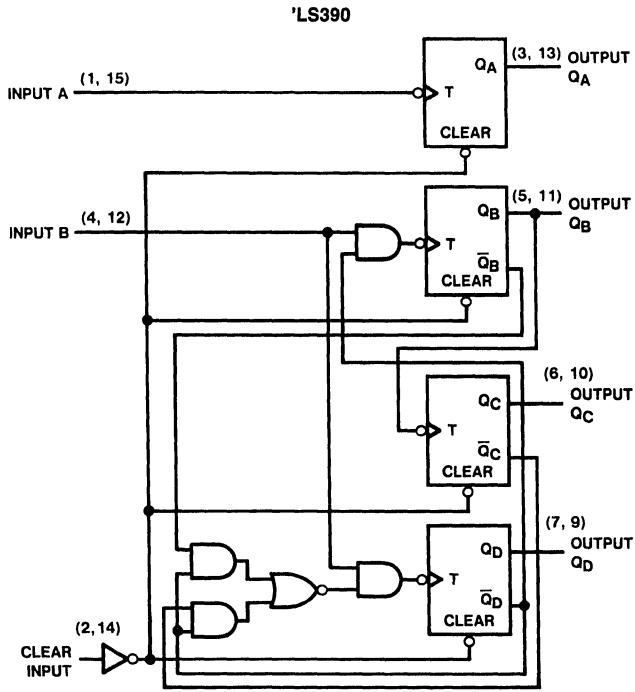 'LS390
INPUT A (1, 15)
QA (3, 13) OUTPUT QA
T
CLEAR
INPUT B (4, 12)
QB (5, 11) OUTPUT QB
T
Q̅B
CLEAR
(6, 10)
QC OUTPUT QC
T
Q̅C
CLEAR
(7, 9)
QD OUTPUT QD
T
Q̅D
CLEAR
(2, 14)
CLEAR INPUT